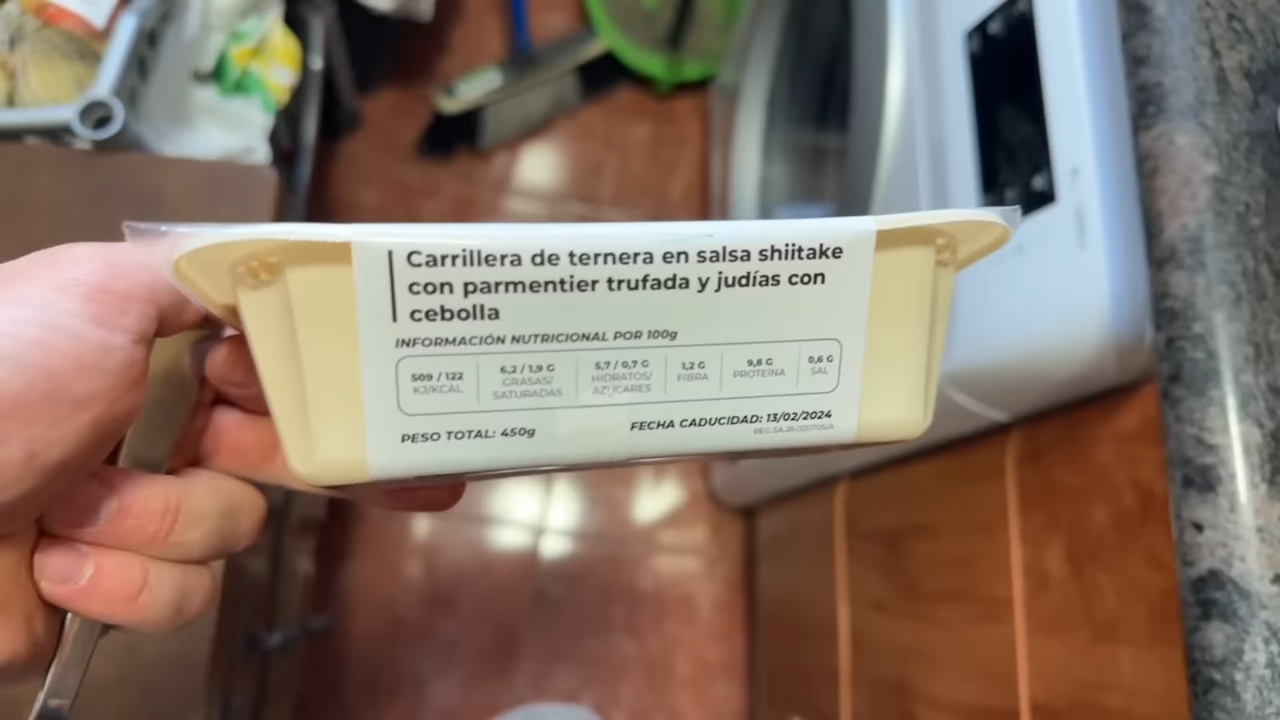 Carrillera de ternera en salsa shiitake
con parmentier trufada y judías con
cebolla
INFORMACIÓN NUTRICIONAL POR 100g
509 / 122
KJ/KCAL
6,2 / 1,9 G
GRASAS/
SATURADAS
5,7 / 0,7 G
HIDRATOS/
AZÚCARES
1,2 G
FIBRA
9,8 G
PROTEÍNA
0,6 G
SAL
PESO TOTAL: 450g
FECHA CADUCIDAD: 13/02/2024